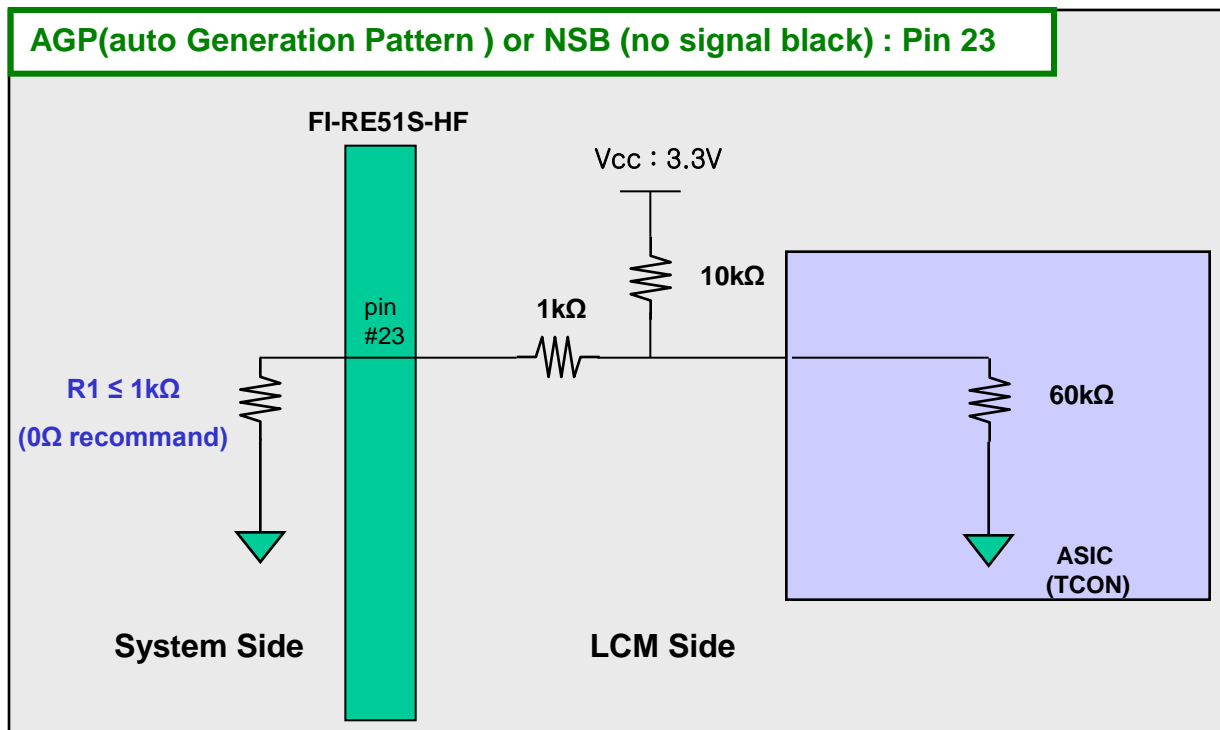 AGP(auto Generation Pattern ) or NSB (no signal black) : Pin 23
FI-RE51S-HF
Vcc : 3.3V
10kΩ
1kΩ
pin
#23
R1 ≤ 1kΩ
(0Ω recommand)
60kΩ
ASIC
(TCON)
System Side
LCM Side